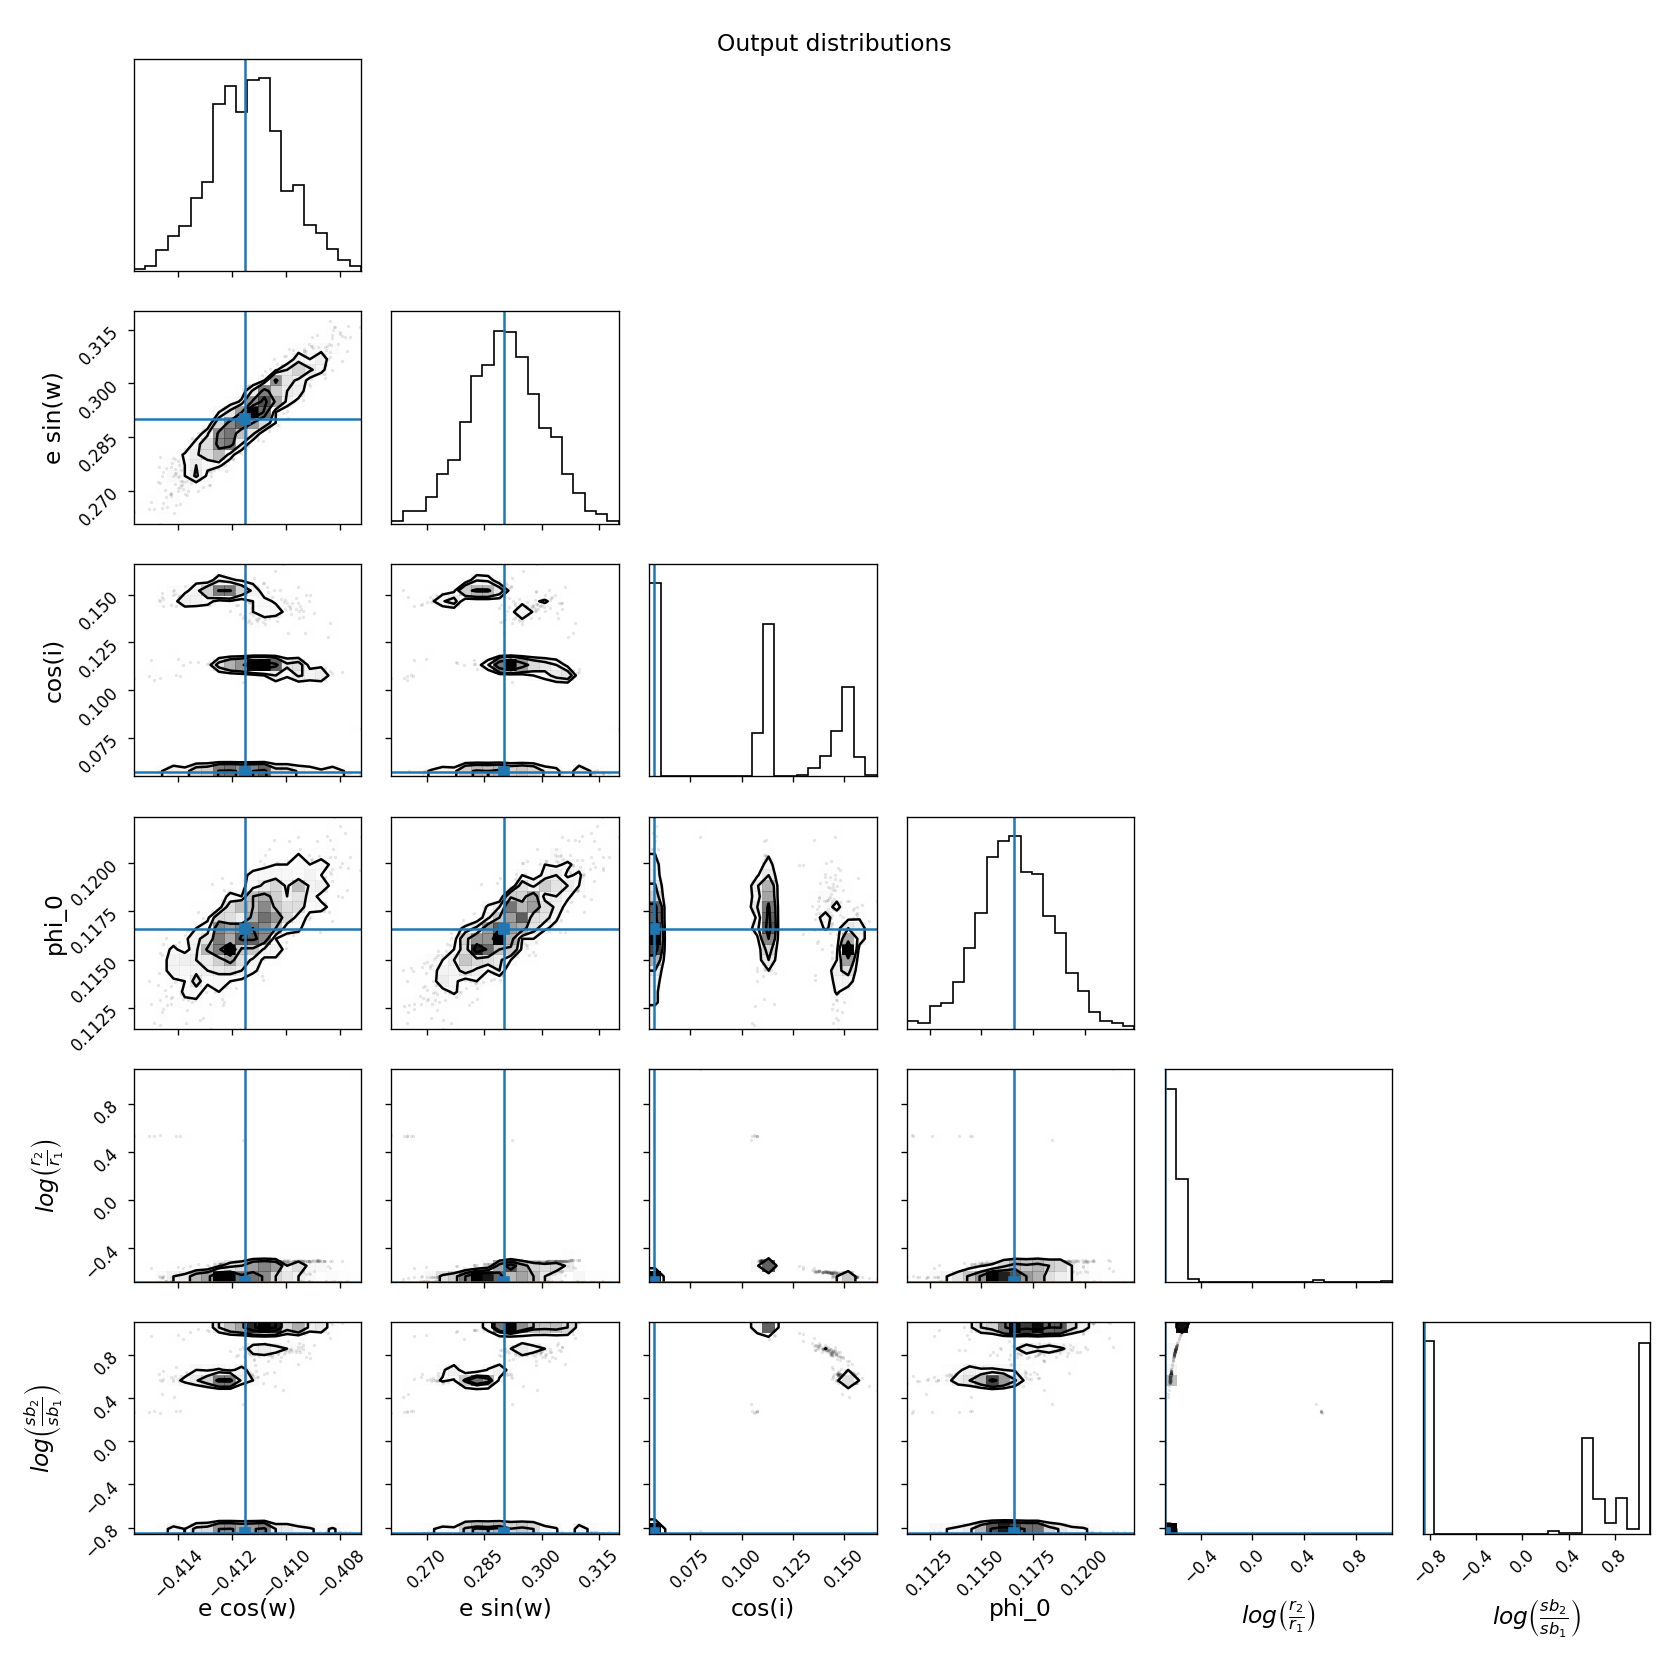 Output distributions
e sin(w)
0.315
0.300
0.285
0.270
cos(i)
0.150
0.125
0.100
0.075
phi_0
0.1200
0.1175
0.1150
0.1125
log(r₂/r₁)
0.8
0.4
0.0
−0.4
log(sb₂/sb₁)
0.8
0.4
0.0
−0.4
−0.8
−0.414 −0.412 −0.410 −0.408 0.270 0.285 0.300 0.315 0.075 0.100 0.125 0.150 0.1125 0.1150 0.1175 0.1200 −0.4 0.0 0.4 0.8 −0.8 −0.4 0.0 0.4 0.8
e cos(w) e sin(w) cos(i) phi_0 log(r₂/r₁) log(sb₂/sb₁)